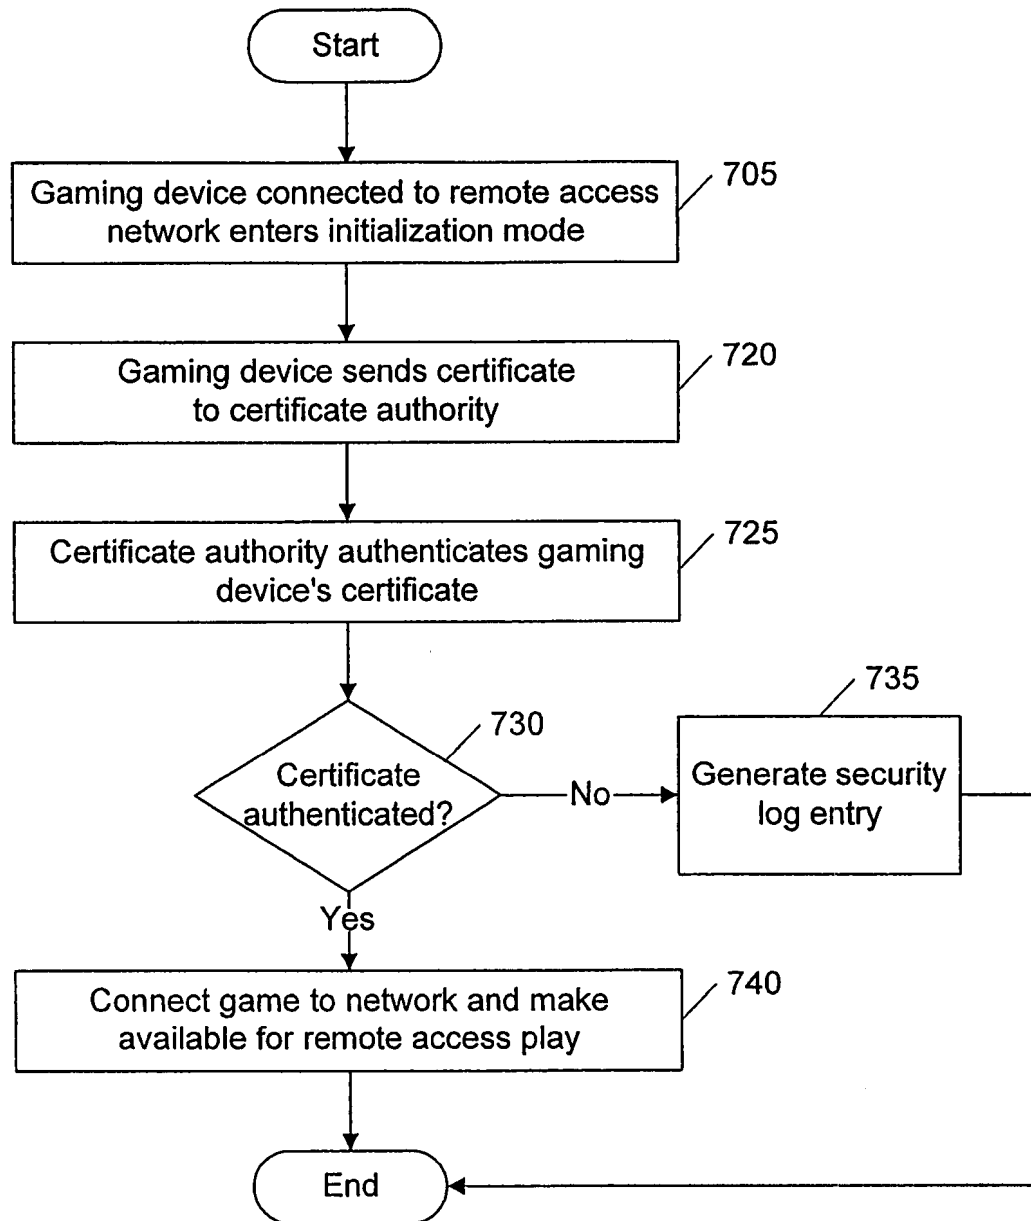 Start
Gaming device connected to remote access
network enters initialization mode
705
Gaming device sends certificate
to certificate authority
720
Certificate authority authenticates gaming
device's certificate
725
Certificate
authenticated?
730
No
Generate security
log entry
735
Yes
Connect game to network and make
available for remote access play
740
End